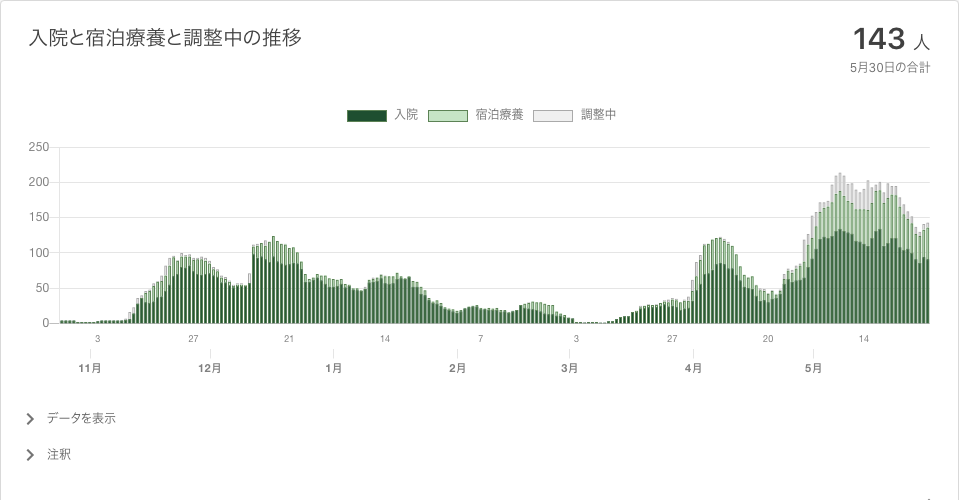 入院と宿泊療養と調整中の推移
143 人
5月30日の合計
入院 宿泊療養 調整中
250
200
150
100
50
0
3 27 21 14 7 3 27 20 14
11月 12月 1月 2月 3月 4月 5月
データを表示
注釈